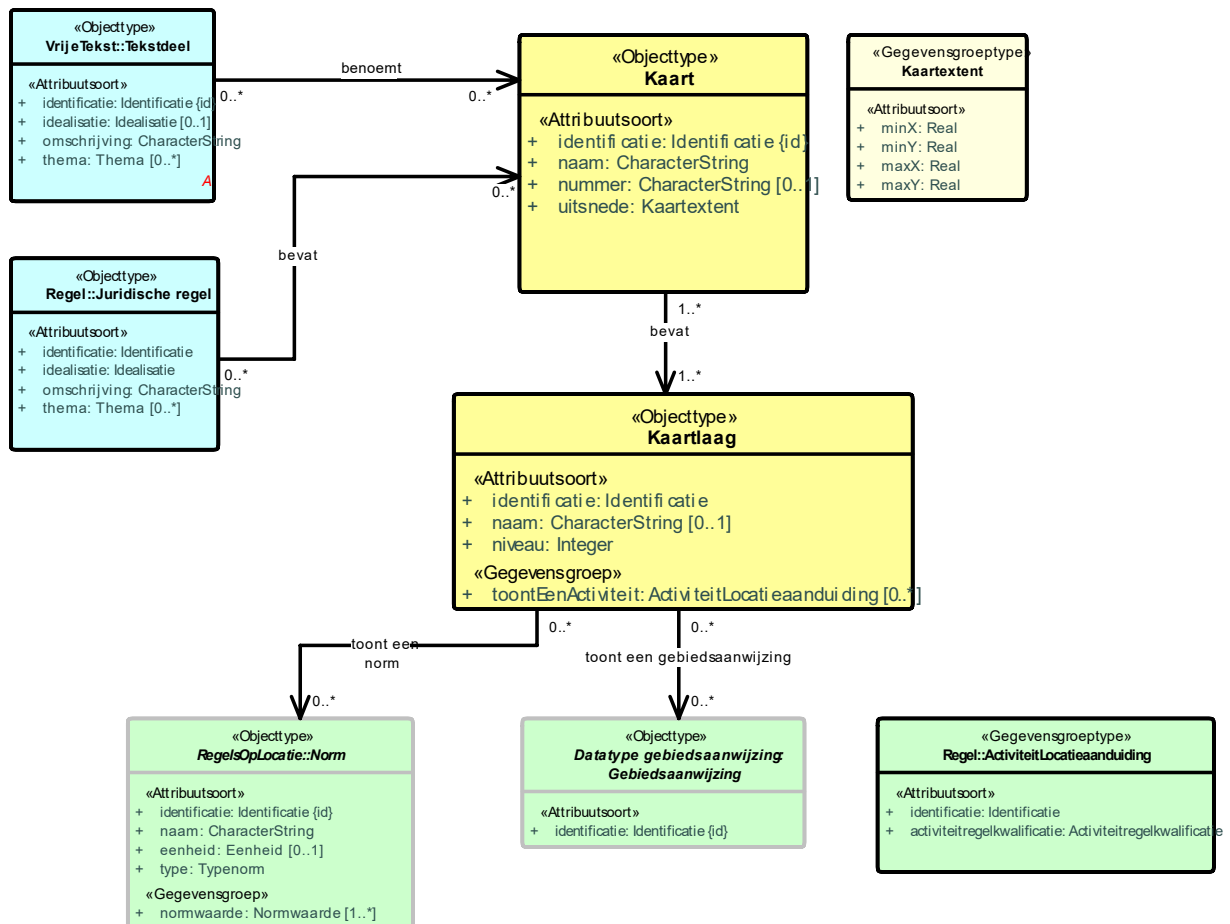 «Objecttype»
VrijeTekst::Tekstdeel
«Attribuutsoort»
+ identificatie: Identificatie {id}
+ idealisatie: Idealisatie [0..1]
+ omschrijving: CharacterString
+ thema: Thema [0..*]
A
benoemt
0..*
0..*
«Objecttype»
Kaart
«Attribuutsoort»
+ identificatie: Identificatie {id}
+ naam: CharacterString
+ nummer: CharacterString [0..1]
+ uitsnede: Kaartextent
«Gegevensgroeptype»
Kaartextent
«Attribuutsoort»
+ minX: Real
+ minY: Real
+ maxX: Real
+ maxY: Real
0..*
bevat
«Objecttype»
Regel::Juridische regel
«Attribuutsoort»
+ identificatie: Identificatie
+ idealisatie: Idealisatie
+ omschrijving: CharacterString
+ thema: Thema [0..*]
0..*
1..*
bevat
1..*
«Objecttype»
Kaartlaag
«Attribuutsoort»
+ identificatie: Identificatie
+ naam: CharacterString [0..1]
+ niveau: Integer
«Gegevensgroep»
+ toontEenActiviteit: ActiviteitLocatieaanduiding [0..*]
0..*
toont een
norm
0..*
0..*
toont een gebiedsaanwijzing
0..*
«Objecttype»
RegelsOpLocatie::Norm
«Attribuutsoort»
+ identificatie: Identificatie {id}
+ naam: CharacterString
+ eenheid: Eenheid [0..1]
+ type: Typenorm
«Gegevensgroep»
+ normwaarde: Normwaarde [1..*]
«Objecttype»
Datatype gebiedsaanwijzing:
Gebiedsaanwijzing
«Attribuutsoort»
+ identificatie: Identificatie {id}
«Gegevensgroeptype»
Regel::ActiviteitLocatieaanduiding
«Attribuutsoort»
+ identificatie: Identificatie
+ activiteitregelkwalificatie: Activiteitregelkwalificatie